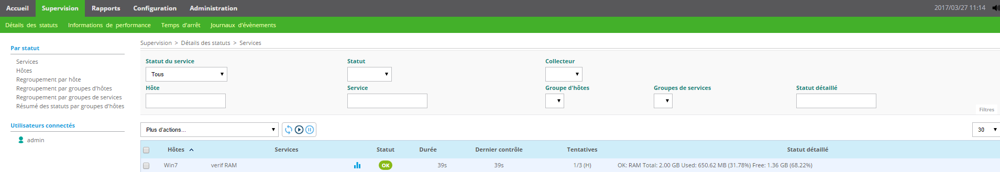 Accueil Supervision Rapports Configuration Administration 2017/03/27 11:14
Détails des statuts Informations de performance Temps d'arrêt Journaux d'évènements
Supervision > Détails des statuts > Services
Par statut
Services
Hôtes
Regroupement par hôte
Regroupement par groupes d'hôtes
Regroupement par groupes de services
Résumé des statuts par groupes d'hôtes
Utilisateurs connectés
admin
Statut du service Statut Collecteur
Tous
Hôte Service Groupe d'hôtes Groupes de services Statut détaillé
Filtres
Plus d'actions... 30
Hôtes Services Statut Durée Dernier contrôle Tentatives Statut détaillé
Win7 verif RAM OK 39s 39s 1/3 (H) OK: RAM Total: 2.00 GB Used: 650.62 MB (31.78%) Free: 1.36 GB (68.22%)